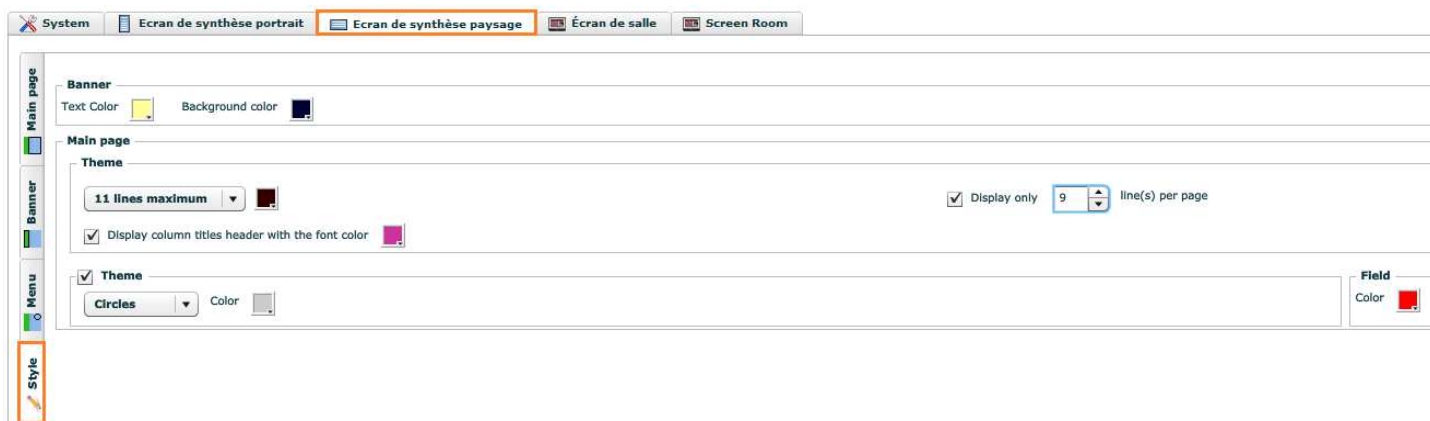 System Ecran de synthèse portrait Ecran de synthèse paysage Écran de salle Screen Room
Main page
Banner
Menu
Style
Banner
Text Color Background color
Main page
Theme
11 lines maximum Display only 9 line(s) per page
Display column titles header with the font color
Theme
Circles Color
Field
Color